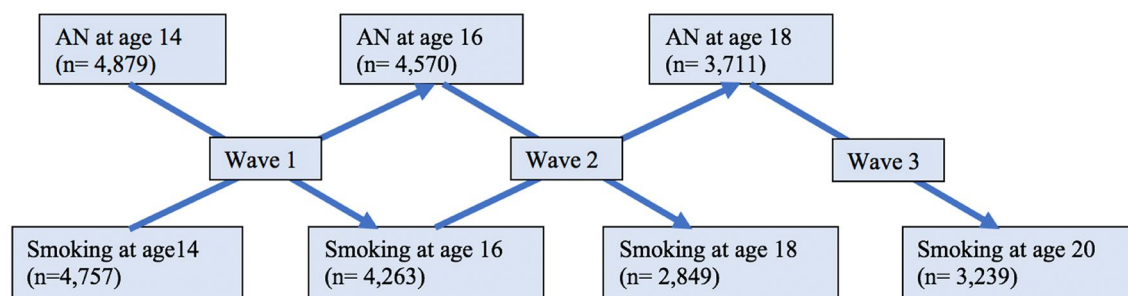 AN at age 14
(n= 4,879)
AN at age 16
(n= 4,570)
AN at age 18
(n= 3,711)
Wave 1
Wave 2
Wave 3
Smoking at age14
(n=4,757)
Smoking at age 16
(n= 4,263)
Smoking at age 18
(n= 2,849)
Smoking at age 20
(n= 3,239)